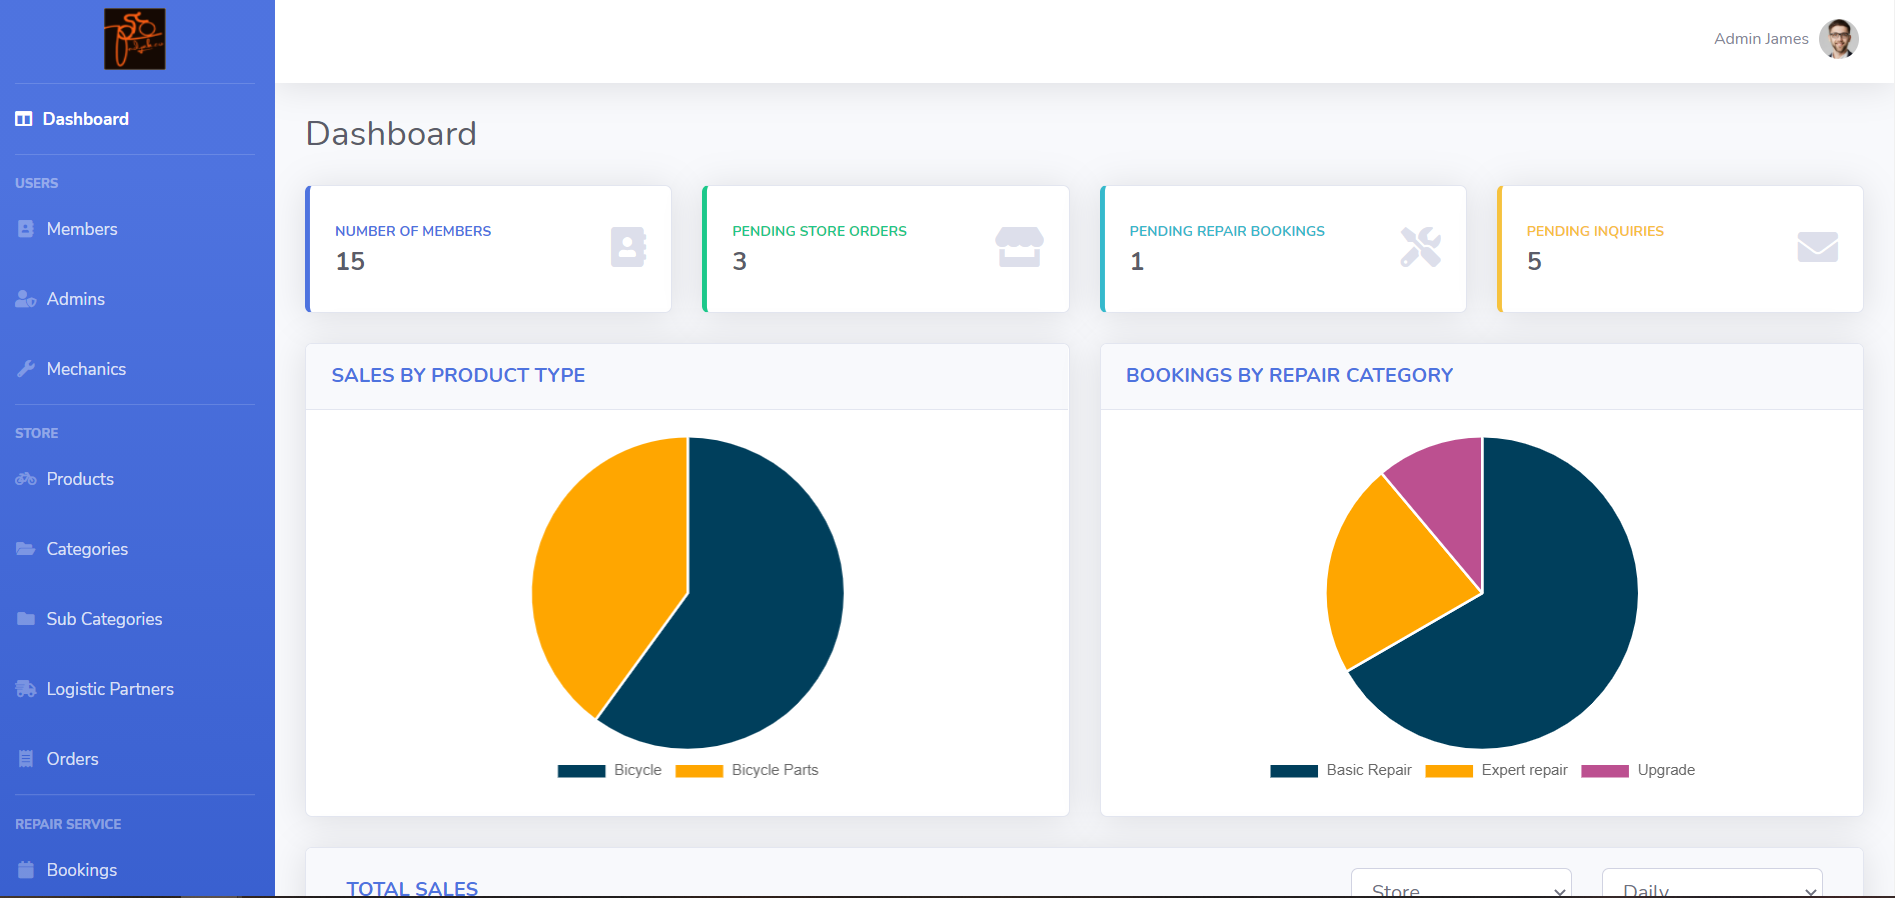 Admin James
Dashboard
USERS
Members
Admins
Mechanics
STORE
Products
Categories
Sub Categories
Logistic Partners
Orders
REPAIR SERVICE
Bookings
Dashboard
NUMBER OF MEMBERS
15
PENDING STORE ORDERS
3
PENDING REPAIR BOOKINGS
1
PENDING INQUIRIES
5
SALES BY PRODUCT TYPE
Bicycle Bicycle Parts
BOOKINGS BY REPAIR CATEGORY
Basic Repair Expert repair Upgrade
TOTAL SALES
Store
Daily